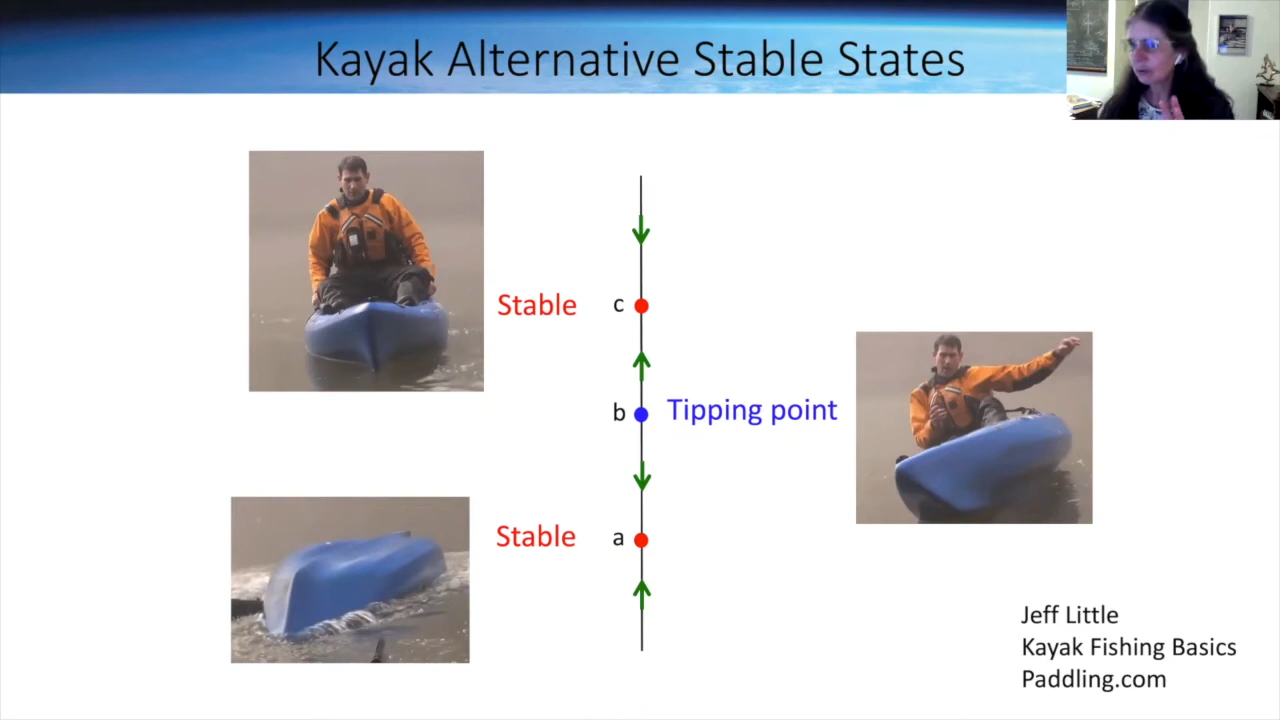 Kayak Alternative Stable States
Stable c
b Tipping point
Stable a
Jeff Little
Kayak Fishing Basics
Paddling.com